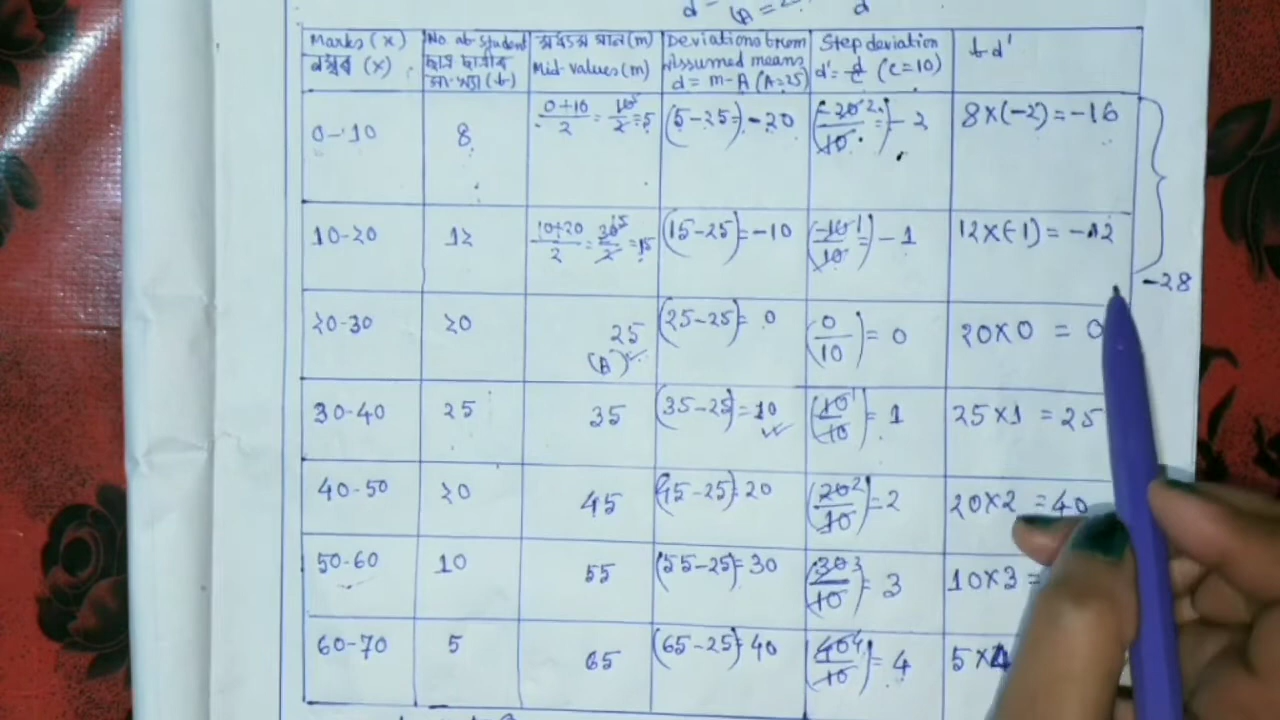 Marks (x) No. ob student মধ্যম মান (m) Deviations from Step deviation f d'
নম্বৰ (x) ছাত্ৰ ছাত্ৰীৰ Mid-values (m) Assumed means d' = d/c (c=10)
সংখ্যা (f) d = m - A (A=25)
0-10 8 0+10/2 = 10/2 = 5 (5-25) = -20 (-20/10) = -2 8×(-2) = -16
10-20 12 10+20/2 = 30/2 = 15 (15-25) = -10 (-10/10) = -1 12×(-1) = -12
-28
20-30 20 25 (25-25) = 0 (0/10) = 0 20×0 = 0
(A)
30-40 25 35 (35-25) = 10 (10/10) = 1 25×1 = 25
40-50 20 45 (45-25) = 20 (20/10) = 2 20×2 = 40
50-60 10 55 (55-25) = 30 (30/10) = 3 10×3 =
60-70 5 65 (65-25) = 40 (40/10) = 4 5×4